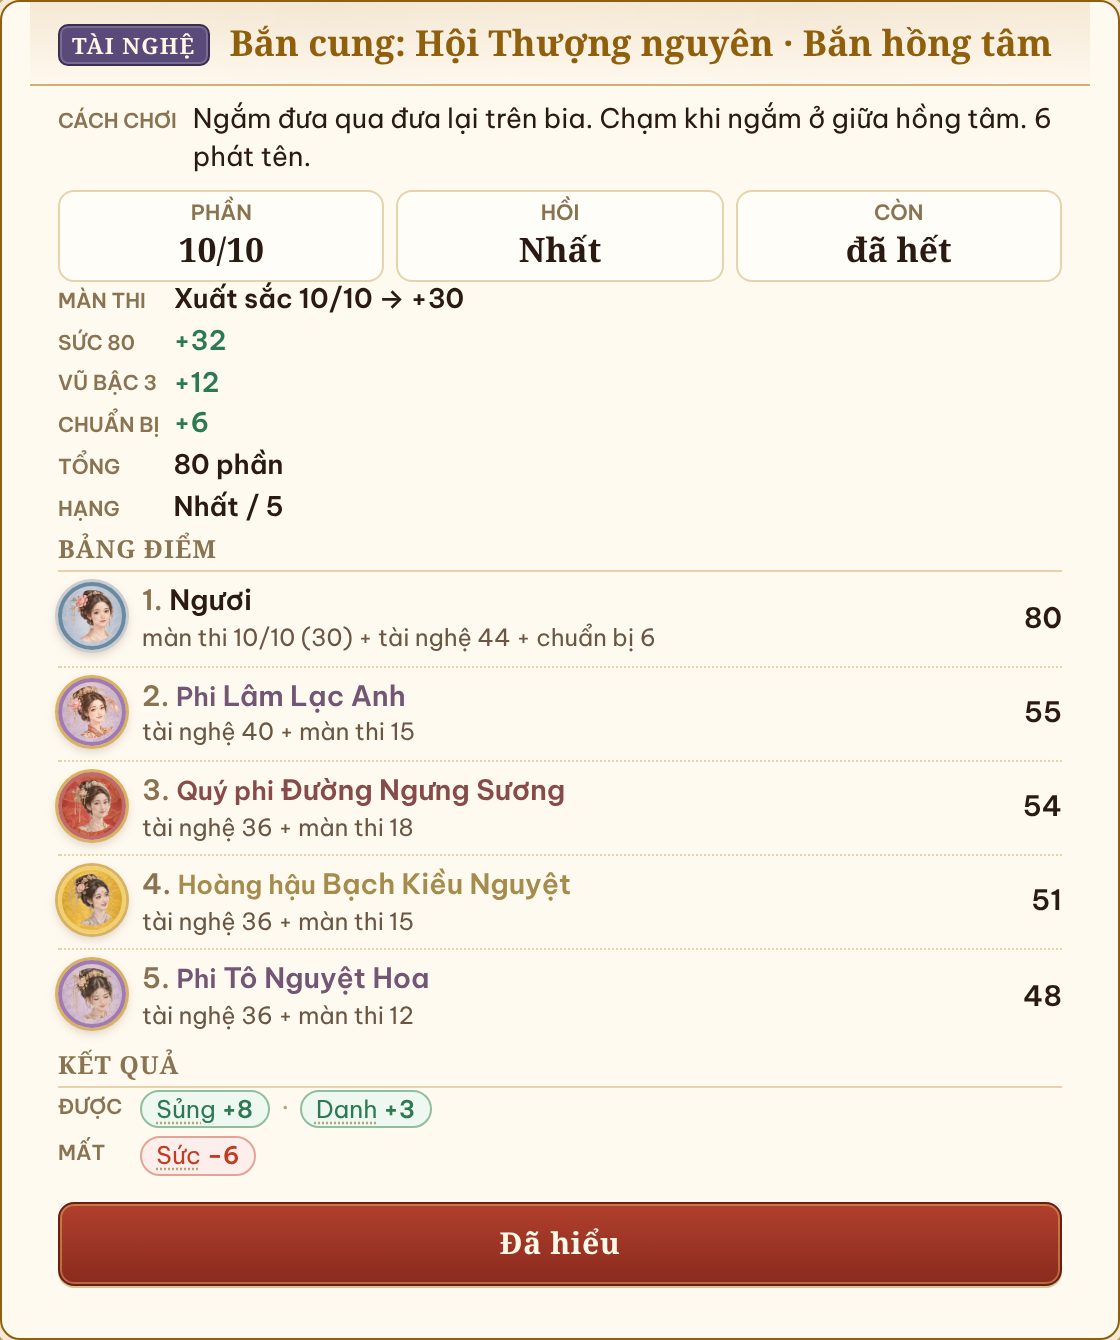 TÀI NGHỆ Bắn cung: Hội Thượng nguyên · Bắn hồng tâm
CÁCH CHƠI Ngắm đưa qua đưa lại trên bia. Chạm khi ngắm ở giữa hồng tâm. 6
phát tên.
PHẦN HỒI CÒN
10/10 Nhất đã hết
MÀN THI Xuất sắc 10/10 → +30
SỨC 80 +32
VŨ BẬC 3 +12
CHUẨN BỊ +6
TỔNG 80 phần
HẠNG Nhất / 5
BẢNG ĐIỂM
1. Ngươi 80
màn thi 10/10 (30) + tài nghệ 44 + chuẩn bị 6
2. Phi Lâm Lạc Anh 55
tài nghệ 40 + màn thi 15
3. Quý phi Đường Ngưng Sương 54
tài nghệ 36 + màn thi 18
4. Hoàng hậu Bạch Kiều Nguyệt 51
tài nghệ 36 + màn thi 15
5. Phi Tô Nguyệt Hoa 48
tài nghệ 36 + màn thi 12
KẾT QUẢ
ĐƯỢC Sủng +8 · Danh +3
MẤT Sức −6
Đã hiểu